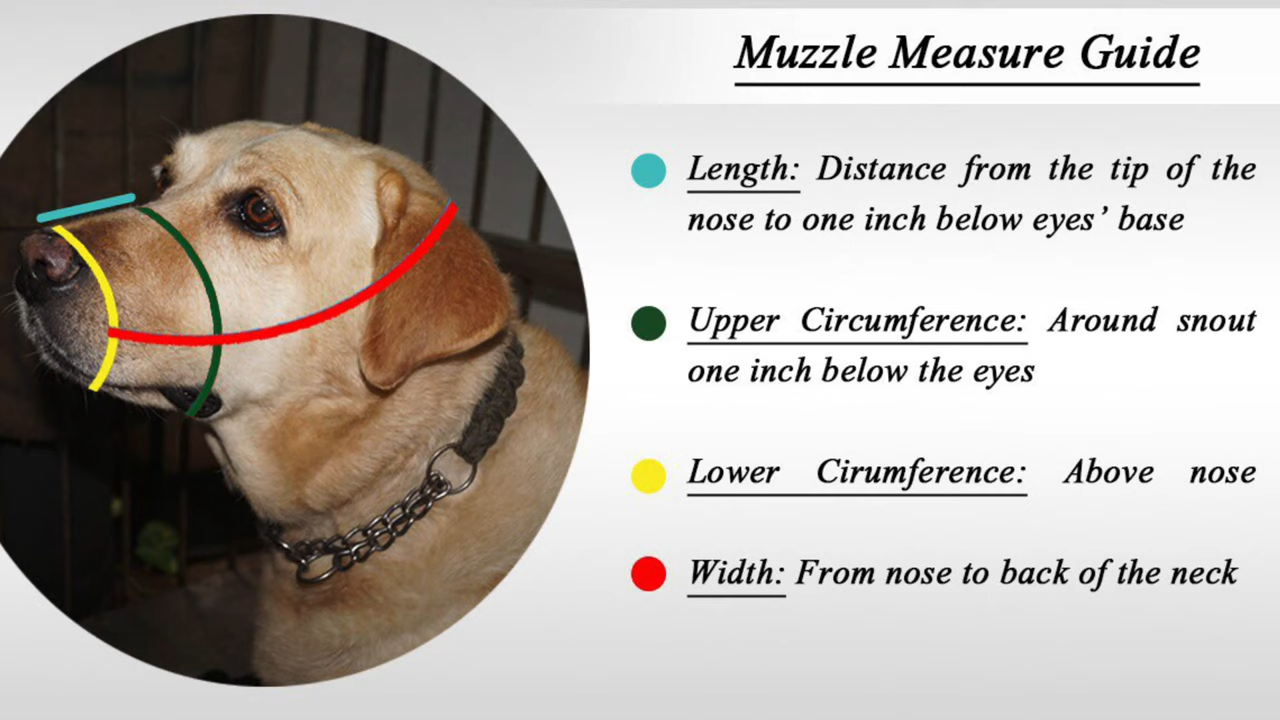 Muzzle Measure Guide
Length: Distance from the tip of the
nose to one inch below eyes’ base
Upper Circumference: Around snout
one inch below the eyes
Lower Cirumference: Above nose
Width: From nose to back of the neck